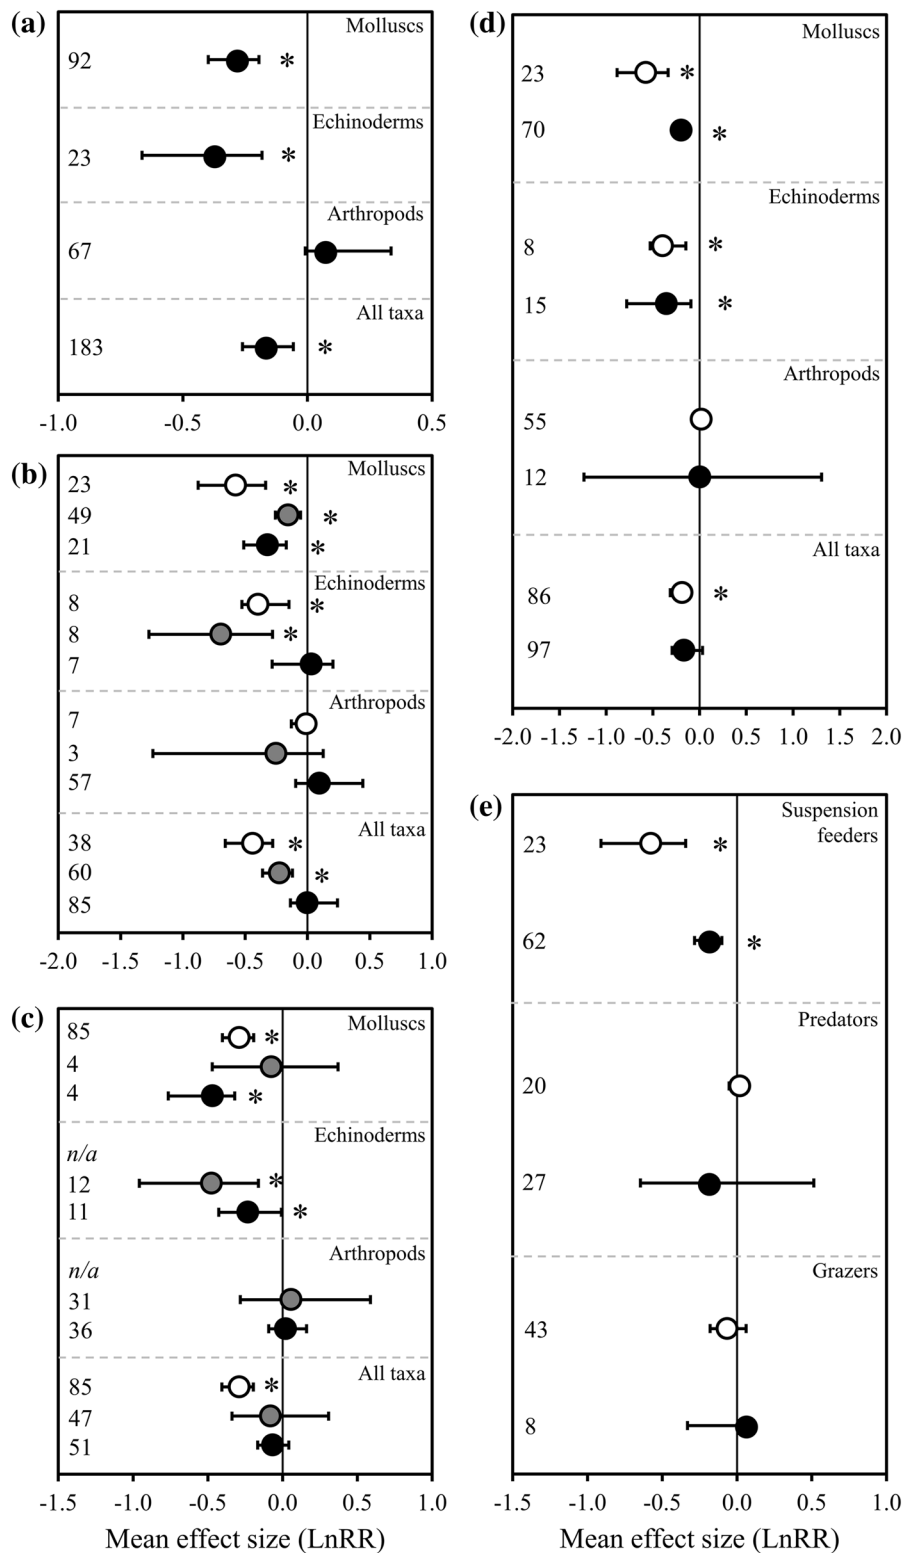 (a)
Molluscs
92 *
Echinoderms
23 *
Arthropods
67
All taxa
183 *
-1.0 -0.5 0.0 0.5
(b)
Molluscs
23 *
49 *
21 *
Echinoderms
8 *
8 *
7
Arthropods
7
3
57
All taxa
38 *
60 *
85
-2.0 -1.5 -1.0 -0.5 0.0 0.5 1.0
(c)
Molluscs
85 *
4
4 *
Echinoderms
n/a
12 *
11 *
Arthropods
n/a
31
36
All taxa
85 *
47
51
-1.5 -1.0 -0.5 0.0 0.5 1.0
Mean effect size (LnRR)
(d)
Molluscs
23 *
70 *
Echinoderms
8 *
15 *
Arthropods
55
12
All taxa
86 *
97
-2.0 -1.5 -1.0 -0.5 0.0 0.5 1.0 1.5 2.0
(e)
Suspension
feeders
23 *
62 *
Predators
20
27
Grazers
43
8
-1.5 -1.0 -0.5 0.0 0.5 1.0
Mean effect size (LnRR)